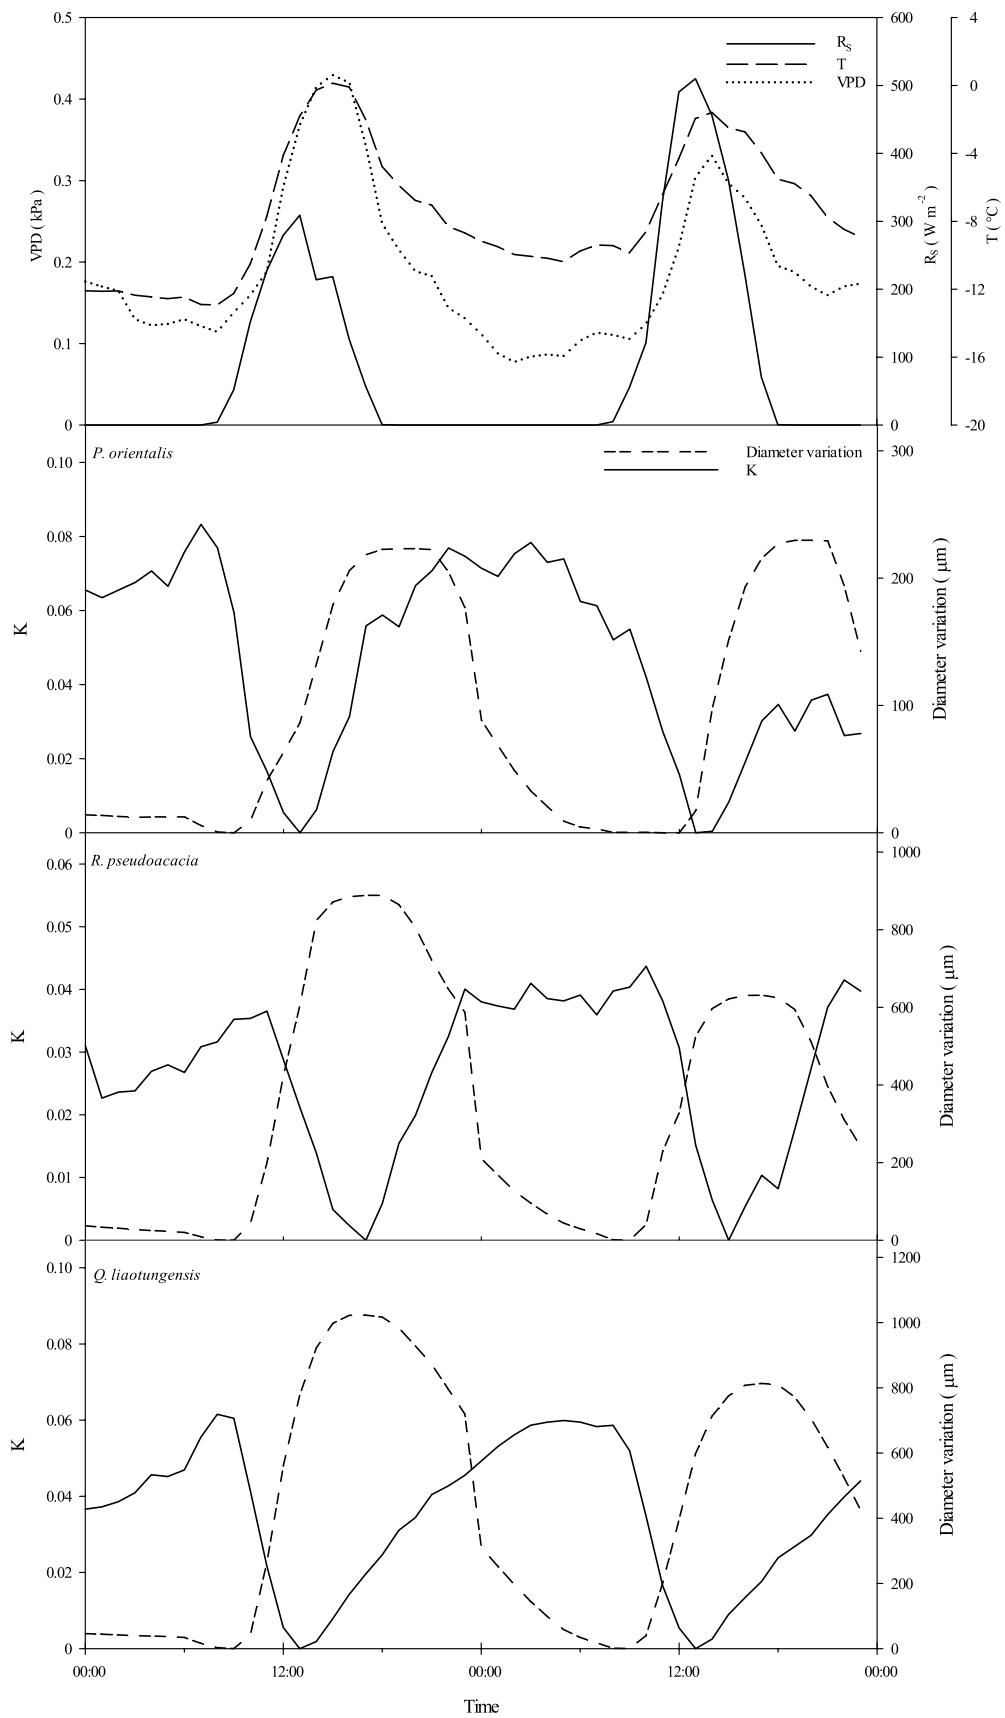 0.5
0.4
0.3
0.2
0.1
0
VPD ( kPa )
R_S
T
VPD
600
500
400
300
200
100
0
R_S ( W m^-2 )
4
0
-4
-8
-12
-16
-20
T ( °C )
P. orientalis
0.10
0.08
0.06
0.04
0.02
0
K
Diameter variation
K
300
200
100
0
Diameter variation ( μm )
R. pseudoacacia
0.06
0.05
0.04
0.03
0.02
0.01
0
K
1000
800
600
400
200
0
Diameter variation ( μm )
Q. liaotungensis
0.10
0.08
0.06
0.04
0.02
0
K
1200
1000
800
600
400
200
0
Diameter variation ( μm )
00:00 12:00 00:00 12:00 00:00
Time